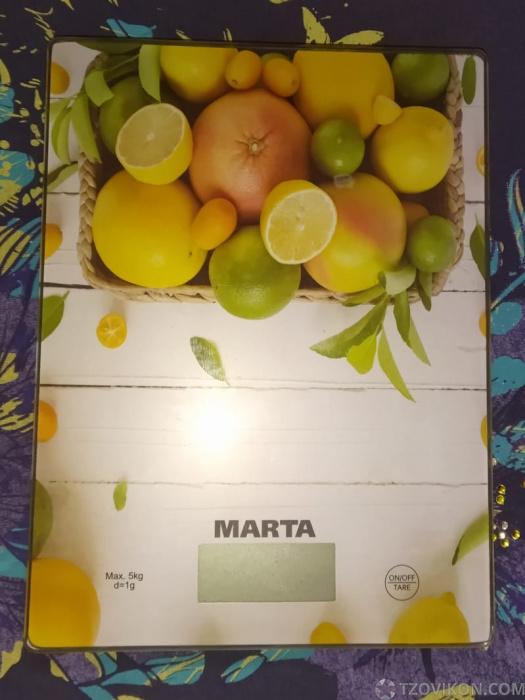 MARTA
Max. 5kg
d=1g
ON/OFF
TARE
TZOVIKON.COM